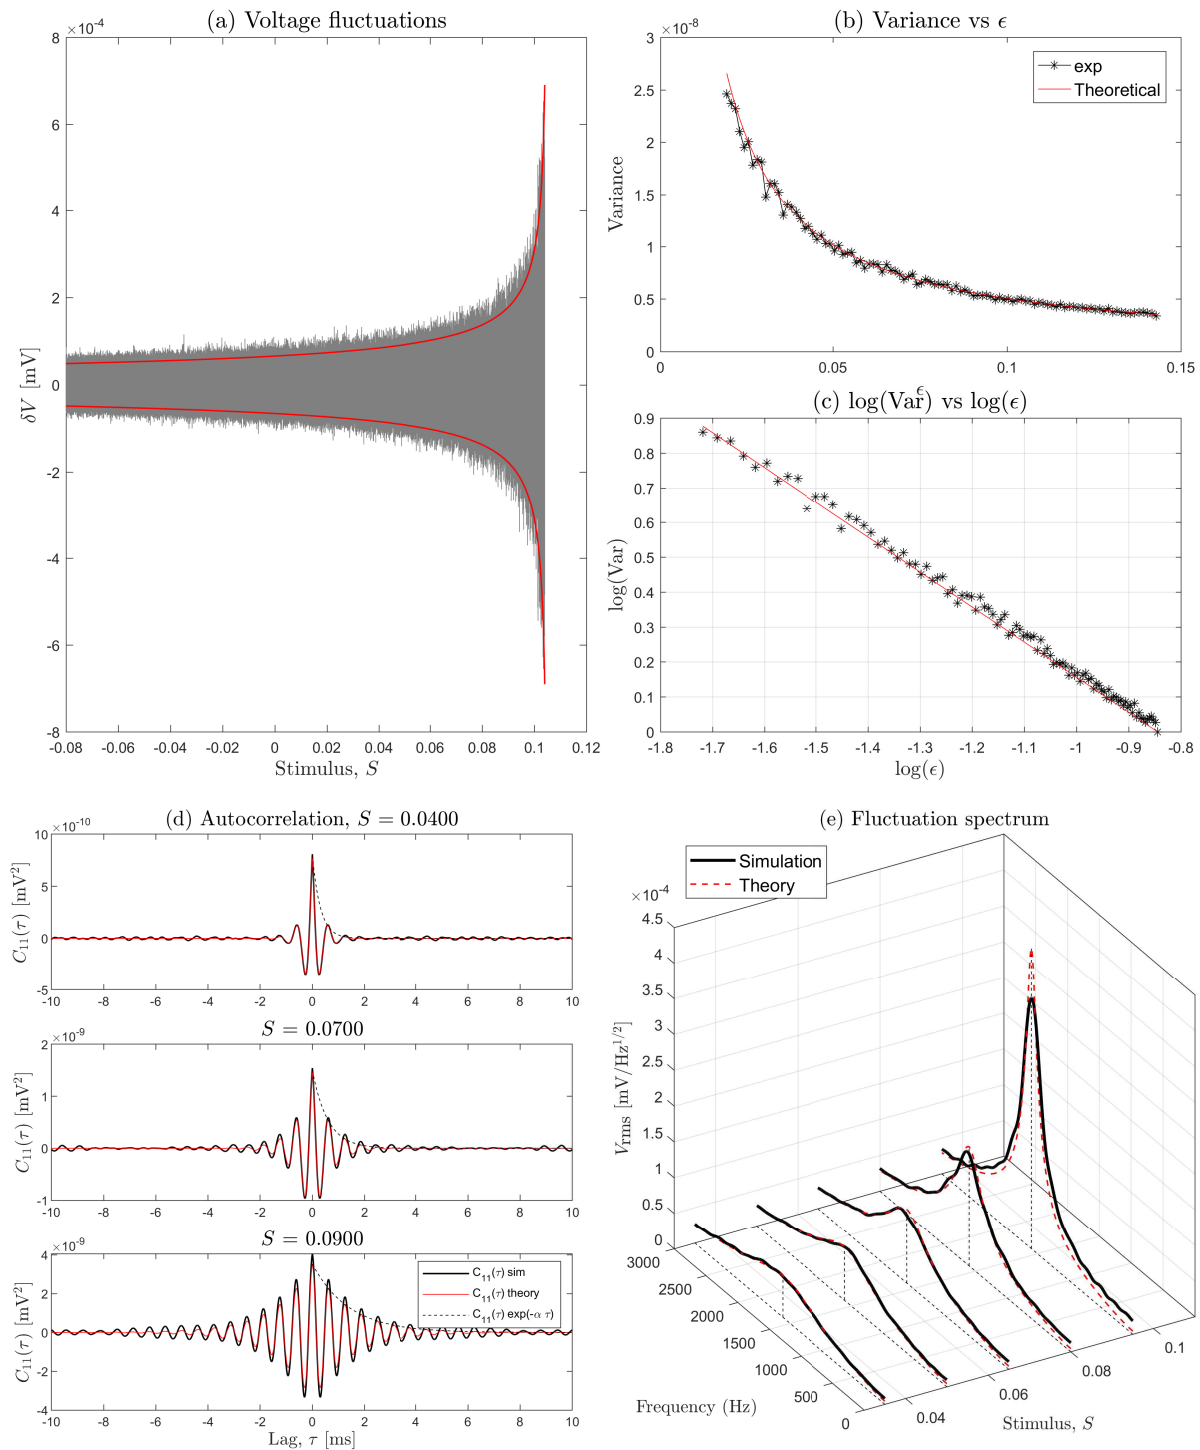 (a) Voltage fluctuations
×10⁻⁴
8
6
4
2
0
-2
-4
-6
-8
δV [mV]
-0.08 -0.06 -0.04 -0.02 0 0.02 0.04 0.06 0.08 0.1 0.12
Stimulus, S
(b) Variance vs ϵ
×10⁻⁸
3
2.5
2
1.5
1
0.5
0
Variance
exp
Theoretical
0 0.05 0.1 0.15
ϵ
(c) log(Var) vs log(ϵ)
0.9
0.8
0.7
0.6
0.5
0.4
0.3
0.2
0.1
0
log(Var)
-1.8 -1.7 -1.6 -1.5 -1.4 -1.3 -1.2 -1.1 -1 -0.9 -0.8
log(ϵ)
(d) Autocorrelation, S = 0.0400
×10⁻¹⁰
10
5
0
-5
C₁₁(τ) [mV²]
-10 -8 -6 -4 -2 0 2 4 6 8 10
S = 0.0700
×10⁻⁹
2
1
0
-1
C₁₁(τ) [mV²]
-10 -8 -6 -4 -2 0 2 4 6 8 10
S = 0.0900
×10⁻⁹
4
2
0
-2
-4
C₁₁(τ) [mV²]
C₁₁(τ) sim
C₁₁(τ) theory
C₁₁(τ) exp(-α τ)
-10 -8 -6 -4 -2 0 2 4 6 8 10
Lag, τ [ms]
(e) Fluctuation spectrum
Simulation
Theory
×10⁻⁴
4.5
4
3.5
3
2.5
2
1.5
1
0.5
0
Vrms [mV/Hz^1/2]
3000
2500
2000
1500
1000
500
0
Frequency (Hz)
0.04
0.06
0.08
0.1
Stimulus, S